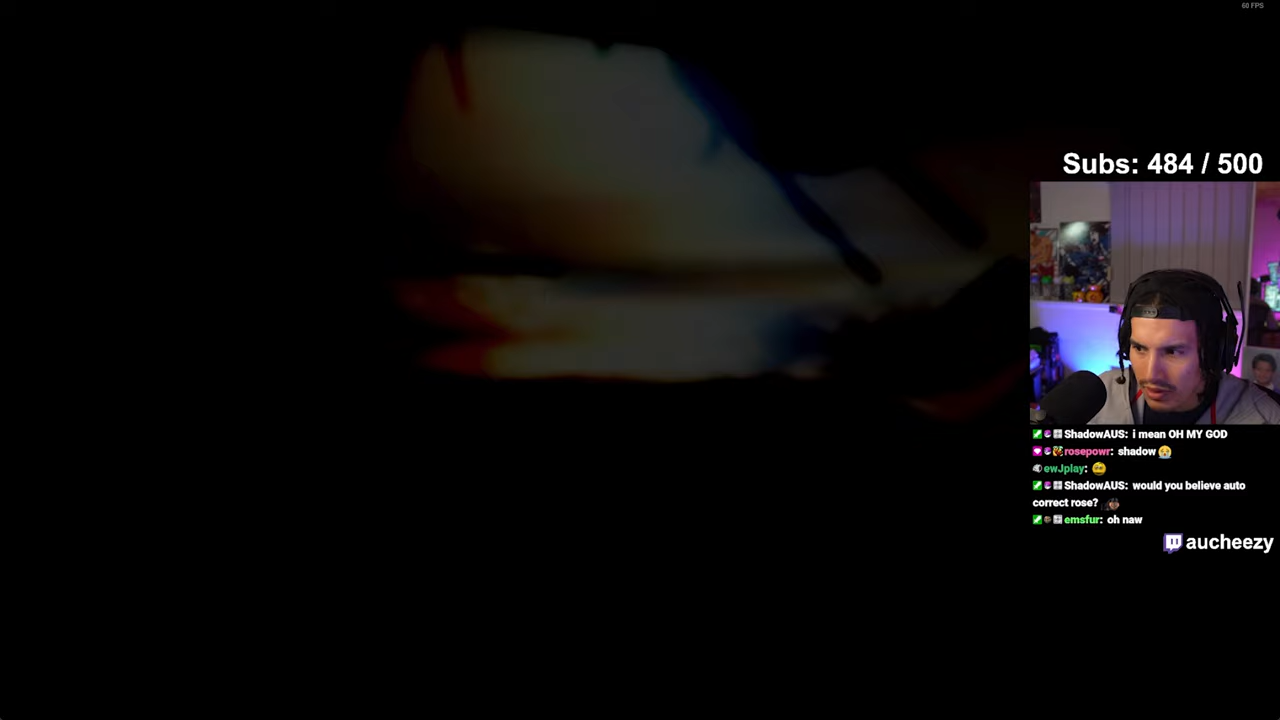 60 FPS
Subs: 484 / 500
ShadowAUS: i mean OH MY GOD
rosepowr: shadow 😭
ewJplay:
ShadowAUS: would you believe auto
correct rose?
emsfur: oh naw
aucheezy